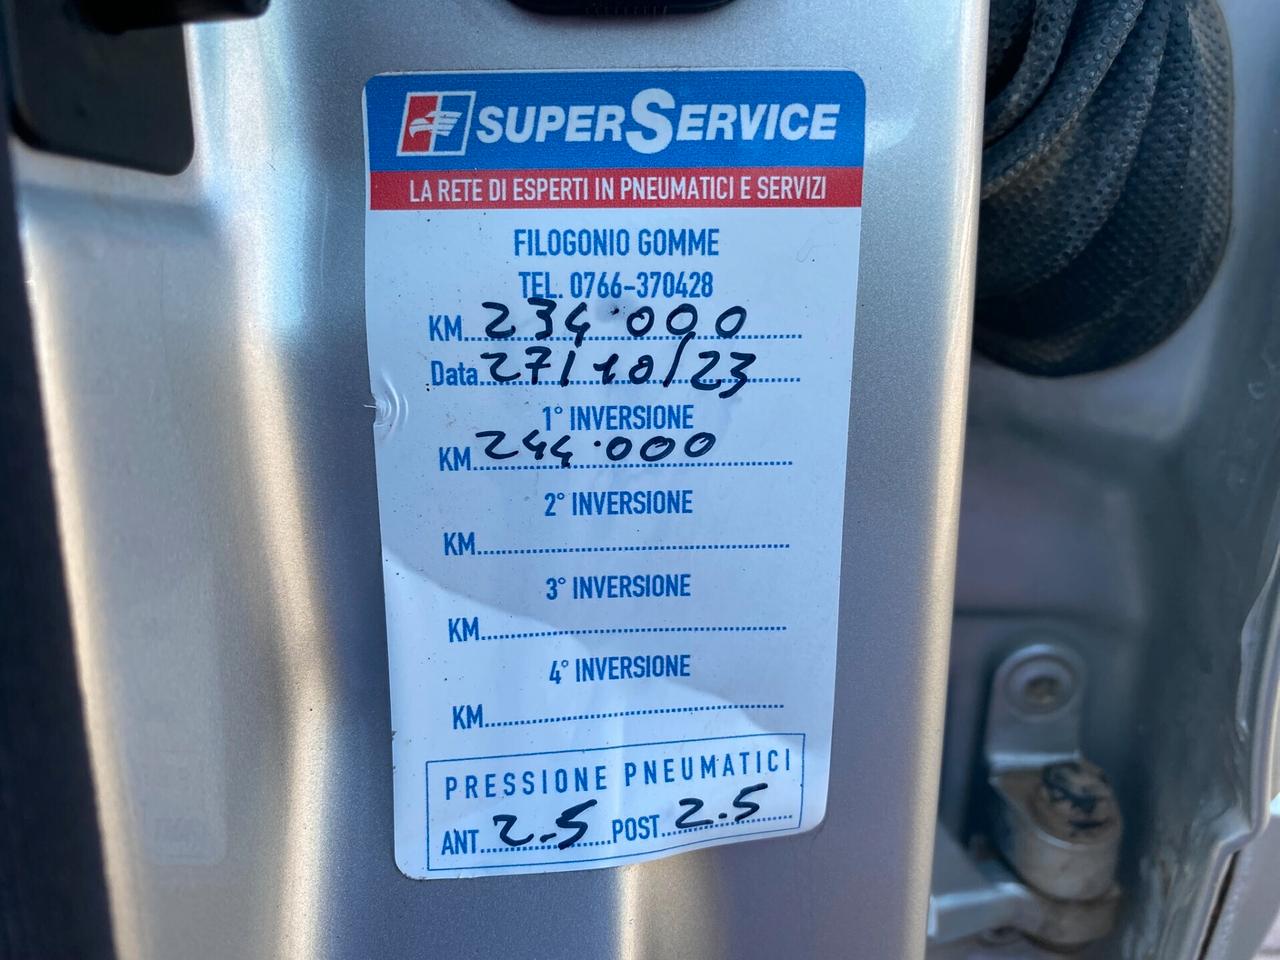 SUPERSERVICE
LA RETE DI ESPERTI IN PNEUMATICI E SERVIZI
FILOGONIO GOMME
TEL. 0766-370428
KM. 234.000
Data 27/10/23
1° INVERSIONE
KM 244.000
2° INVERSIONE
KM
3° INVERSIONE
KM
4° INVERSIONE
KM
PRESSIONE PNEUMATICI
ANT 2.5 POST 2.5